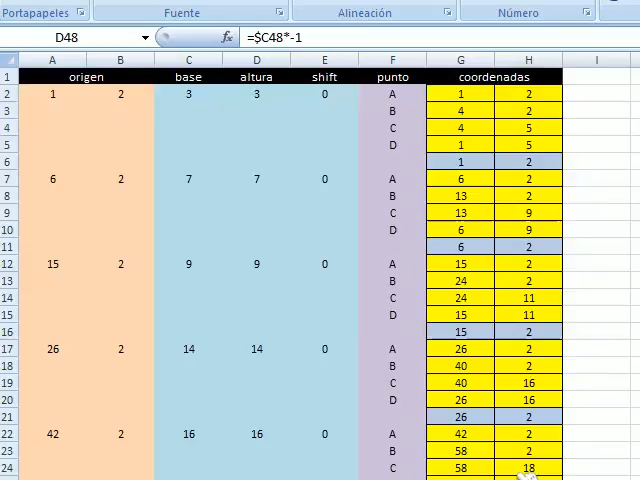 Portapapeles Fuente Alineación Número
D48 fx =$C48*-1
A B C D E F G H I
1 origen base altura shift punto coordenadas
2 1 2 3 3 0 A 1 2
3 B 4 2
4 C 4 5
5 D 1 5
6 1 2
7 6 2 7 7 0 A 6 2
8 B 13 2
9 C 13 9
10 D 6 9
11 6 2
12 15 2 9 9 0 A 15 2
13 B 24 2
14 C 24 11
15 D 15 11
16 15 2
17 26 2 14 14 0 A 26 2
18 B 40 2
19 C 40 16
20 D 26 16
21 26 2
22 42 2 16 16 0 A 42 2
23 B 58 2
24 C 58 18